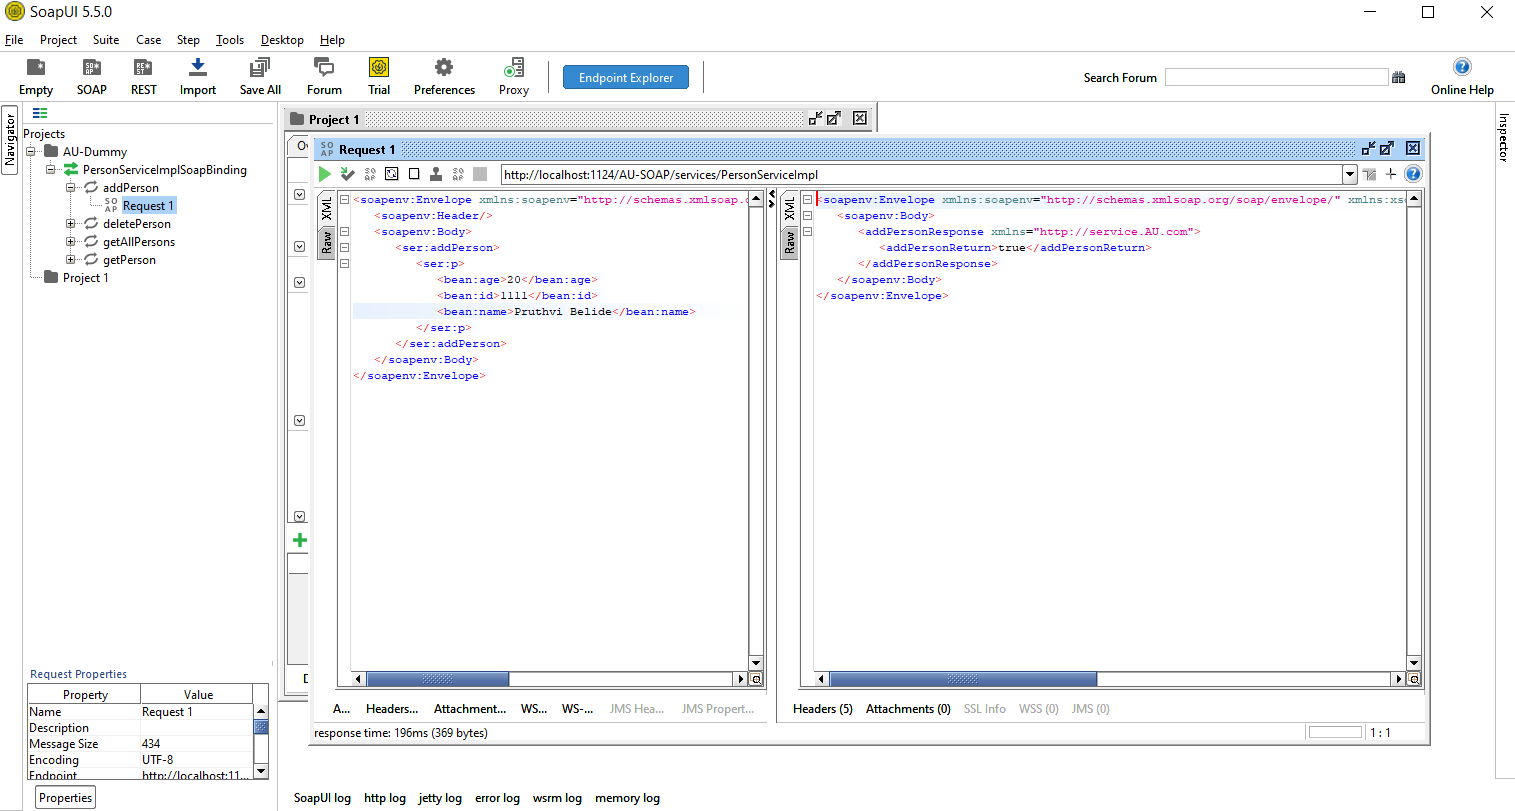 SoapUI 5.5.0
File Project Suite Case Step Tools Desktop Help
Empty SOAP REST Import Save All Forum Trial Preferences Proxy Endpoint Explorer Search Forum Online Help
Navigator
Projects
AU-Dummy
PersonServiceImplSoapBinding
addPerson
SO AP Request 1
deletePerson
getAllPersons
getPerson
Project 1
Request Properties
Property Value
Name Request 1
Description
Message Size 434
Encoding UTF-8
Endpoint http://localhost:11...
Properties
Project 1
Ov
SO AP Request 1
http://localhost:1124/AU-SOAP/services/PersonServiceImpl
XML
Raw
<soapenv:Envelope xmlns:soapenv="http://schemas.xmlsoap.o
<soapenv:Header/>
<soapenv:Body>
<ser:addPerson>
<ser:p>
<bean:age>20</bean:age>
<bean:id>1111</bean:id>
<bean:name>Pruthvi Belide</bean:name>
</ser:p>
</ser:addPerson>
</soapenv:Body>
</soapenv:Envelope>
XML
Raw
<soapenv:Envelope xmlns:soapenv="http://schemas.xmlsoap.org/soap/envelope/" xmlns:xsd
<soapenv:Body>
<addPersonResponse xmlns="http://service.AU.com">
<addPersonReturn>true</addPersonReturn>
</addPersonResponse>
</soapenv:Body>
</soapenv:Envelope>
A... Headers... Attachment... WS... WS-... JMS Hea... JMS Propert...
Headers (5) Attachments (0) SSL Info WSS (0) JMS (0)
response time: 196ms (369 bytes)
1 : 1
Inspector
SoapUI log http log jetty log error log wsrm log memory log